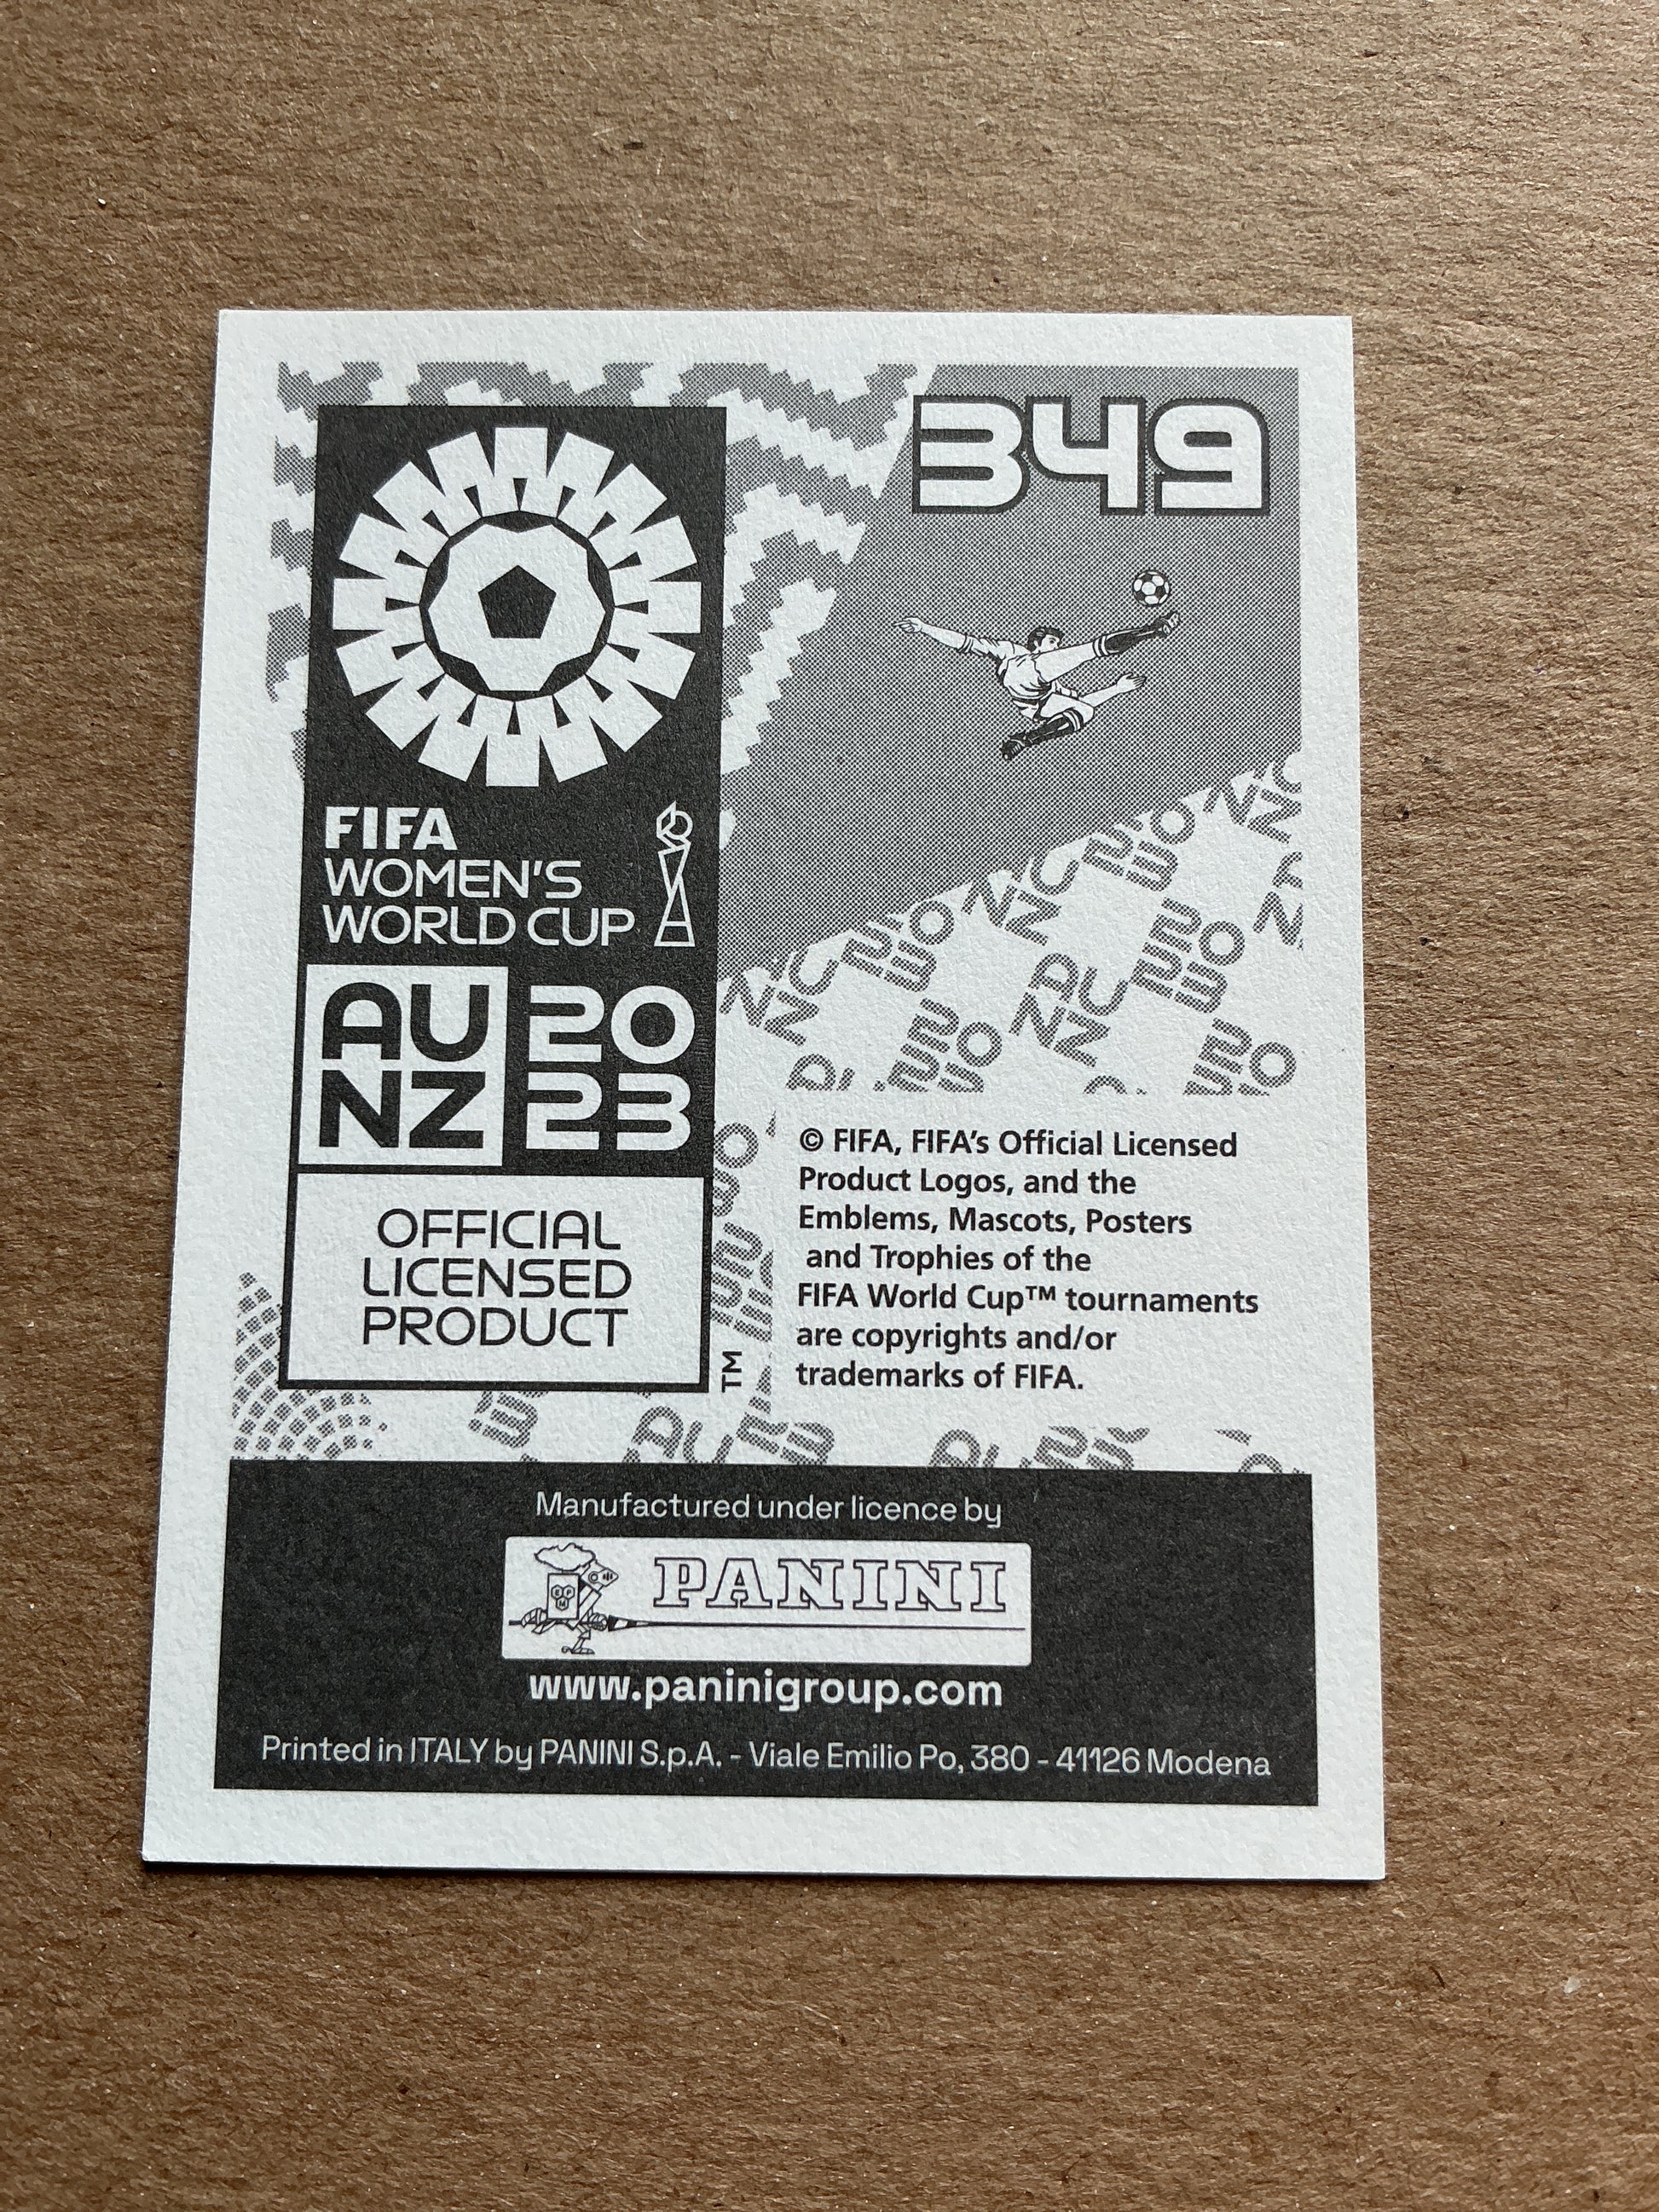 349
FIFA
WOMEN'S
WORLD CUP
AU
NZ
20
23
OFFICIAL
LICENSED
PRODUCT
TM
© FIFA, FIFA's Official Licensed
Product Logos, and the
Emblems, Mascots, Posters
and Trophies of the
FIFA World Cup™ tournaments
are copyrights and/or
trademarks of FIFA.
Manufactured under licence by
PANINI
www.paninigroup.com
Printed in ITALY by PANINI S.p.A. - Viale Emilio Po, 380 - 41126 Modena